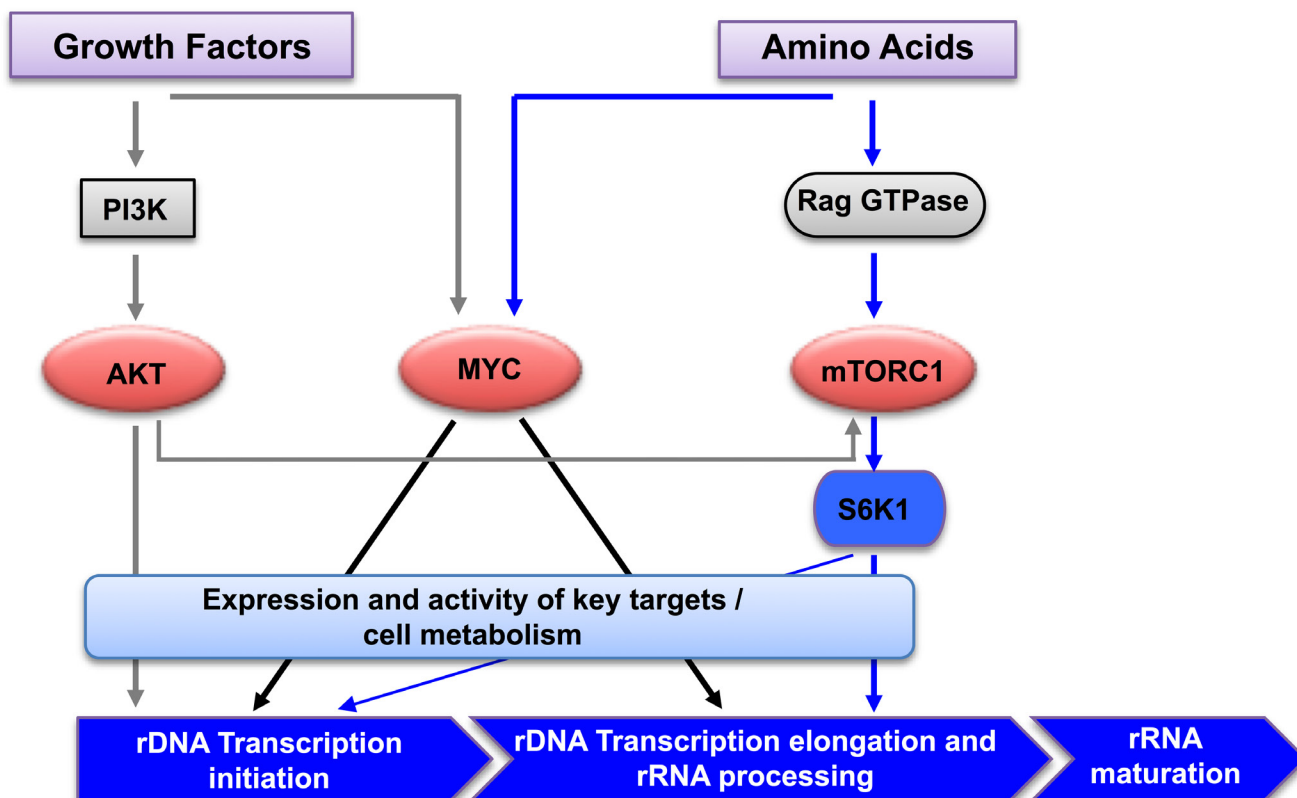 Growth Factors
Amino Acids
PI3K
Rag GTPase
AKT
MYC
mTORC1
S6K1
Expression and activity of key targets /
cell metabolism
rDNA Transcription
initiation
rDNA Transcription elongation and
rRNA processing
rRNA
maturation